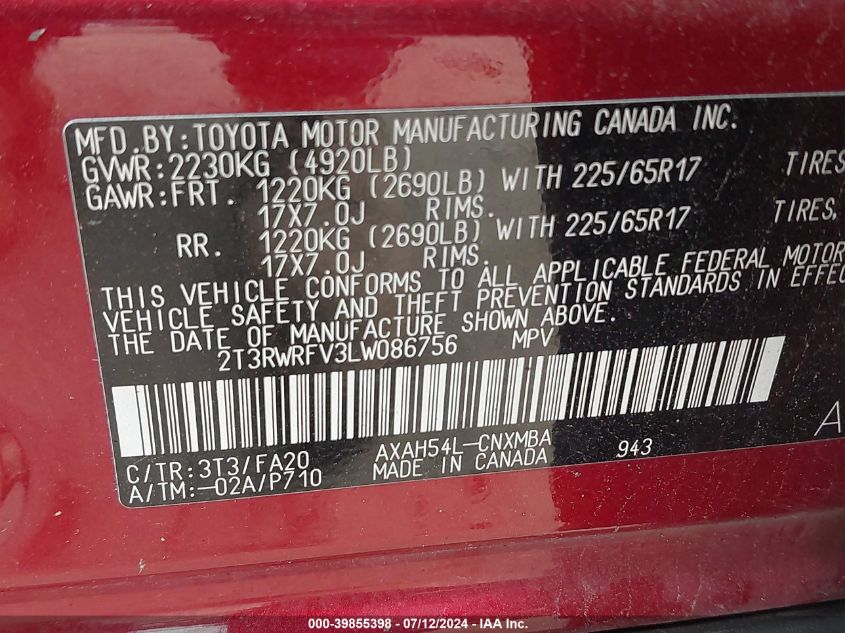 MFD.BY:TOYOTA MOTOR MANUFACTURING CANADA INC.
GVWR:2230KG (4920LB)
GAWR:FRT. 1220KG (2690LB) WITH 225/65R17 TIRES
17X7.0J RIMS.
RR. 1220KG (2690LB) WITH 225/65R17 TIRES,
17X7.0J RIMS.
THIS VEHICLE CONFORMS TO ALL APPLICABLE FEDERAL MOTOR
VEHICLE SAFETY AND THEFT PREVENTION STANDARDS IN EFFEC
THE DATE OF MANUFACTURE SHOWN ABOVE.
2T3RWRFV3LW086756 MPV
A
C/TR:3T3/FA20 AXAH54L-CNXMBA 943
A/TM:-02A/P710 MADE IN CANADA
000-39855398 - 07/12/2024 - IAAI.COM